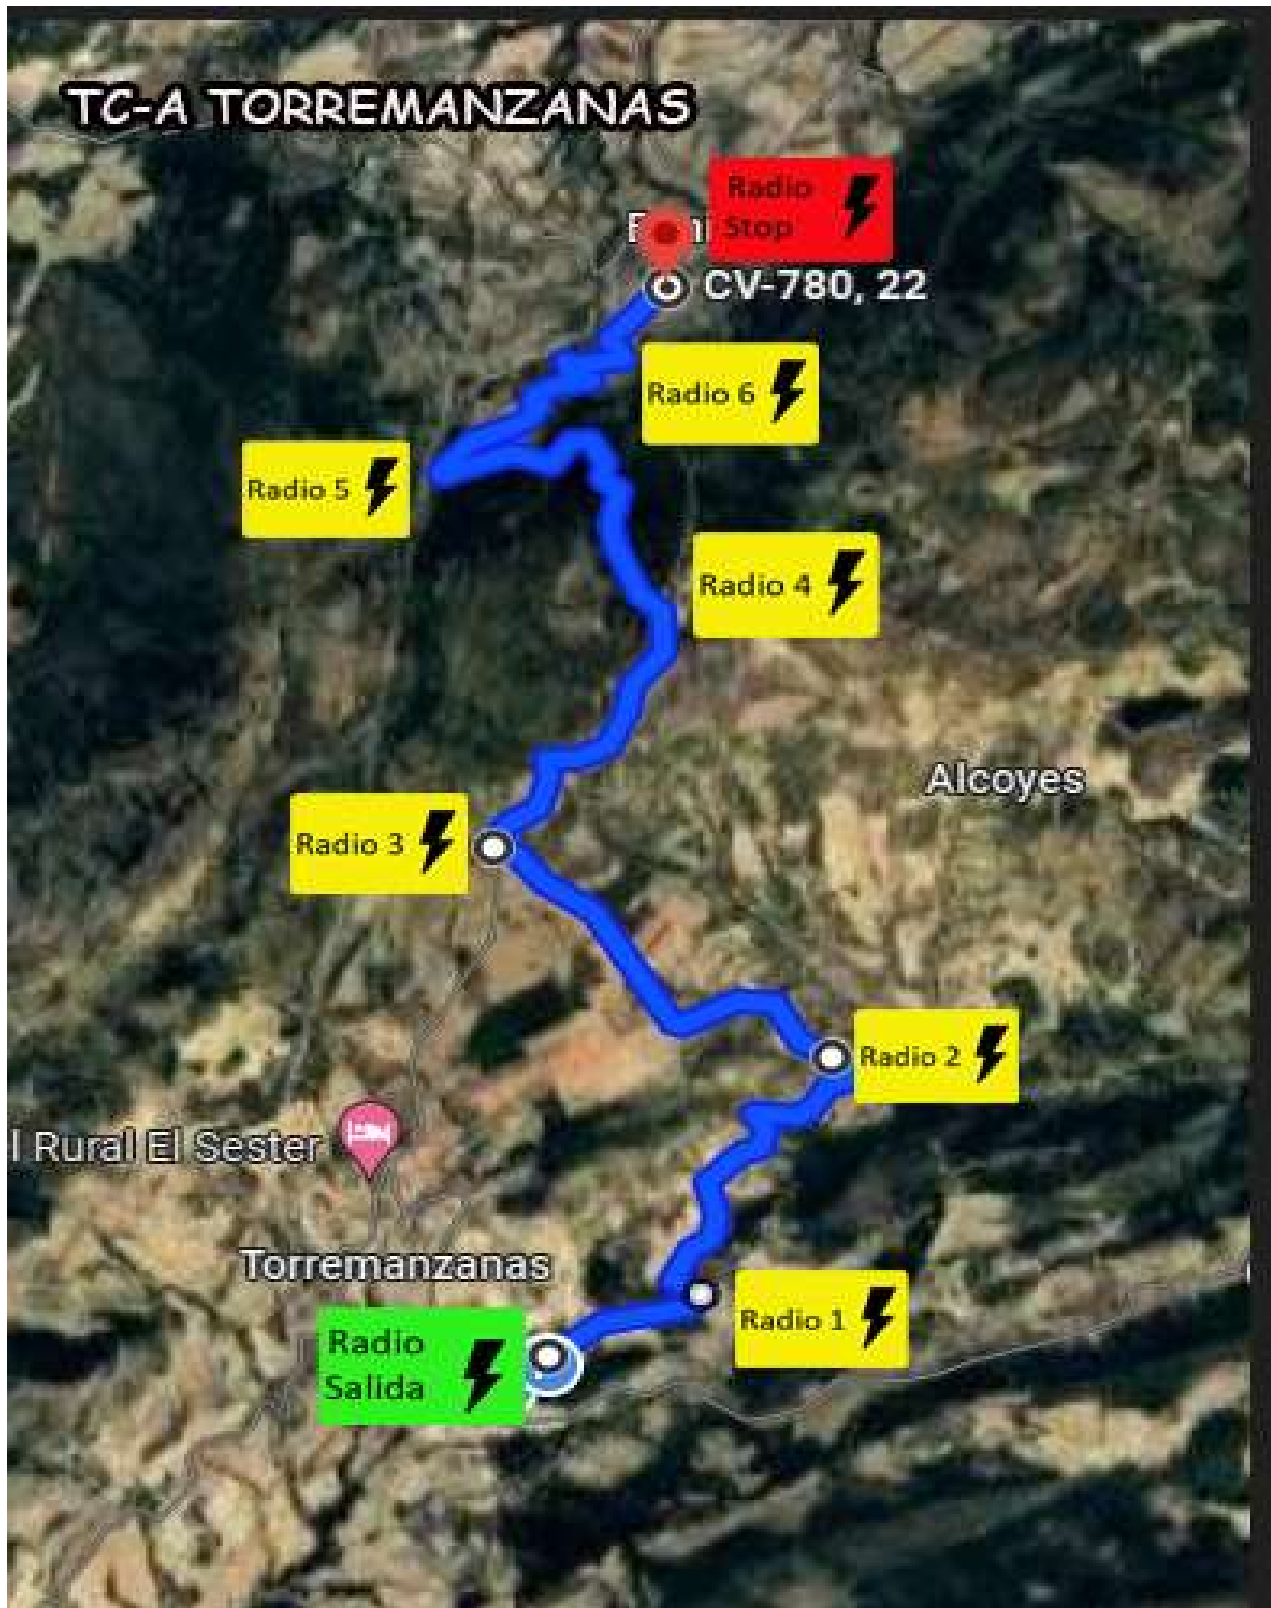 TC-A TORREMANZANAS
Radio
Stop
CV-780, 22
Radio 6
Radio 5
Radio 4
Alcoyes
Radio 3
Radio 2
l Rural El Sester
Torremanzanas
Radio 1
Radio
Salida